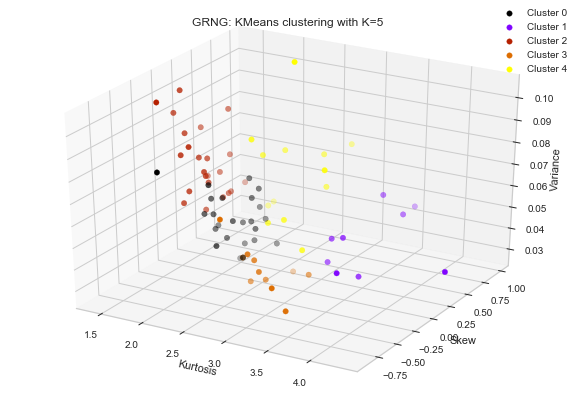 GRNG: KMeans clustering with K=5
Cluster 0
Cluster 1
Cluster 2
Cluster 3
Cluster 4
0.10
0.09
0.08
0.07
0.06
0.05
0.04
0.03
Variance
1.00
0.75
0.50
0.25
0.00
−0.25
−0.50
−0.75
Skew
1.5
2.0
2.5
3.0
3.5
4.0
Kurtosis